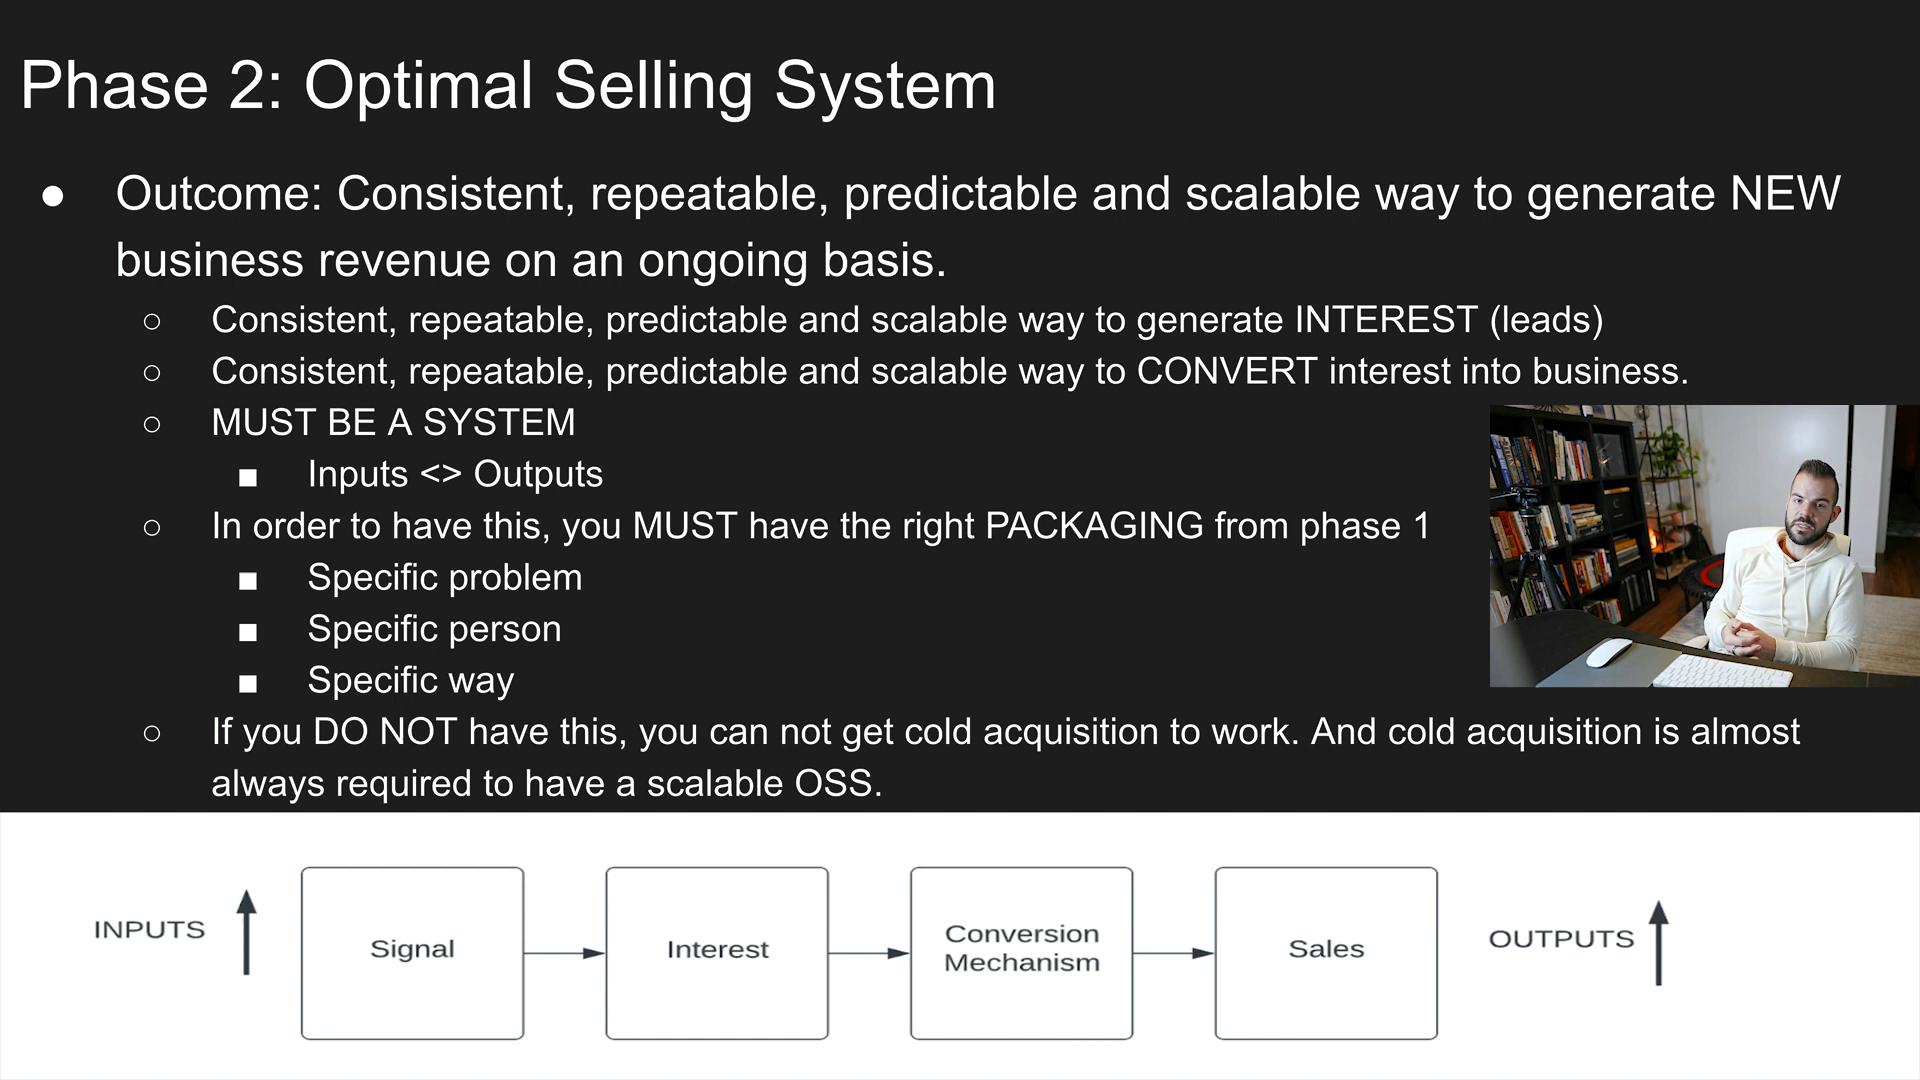 Phase 2: Optimal Selling System
● Outcome: Consistent, repeatable, predictable and scalable way to generate NEW
business revenue on an ongoing basis.
○ Consistent, repeatable, predictable and scalable way to generate INTEREST (leads)
○ Consistent, repeatable, predictable and scalable way to CONVERT interest into business.
○ MUST BE A SYSTEM
■ Inputs <> Outputs
○ In order to have this, you MUST have the right PACKAGING from phase 1
■ Specific problem
■ Specific person
■ Specific way
○ If you DO NOT have this, you can not get cold acquisition to work. And cold acquisition is almost
always required to have a scalable OSS.
INPUTS
Signal
Interest
Conversion
Mechanism
Sales
OUTPUTS